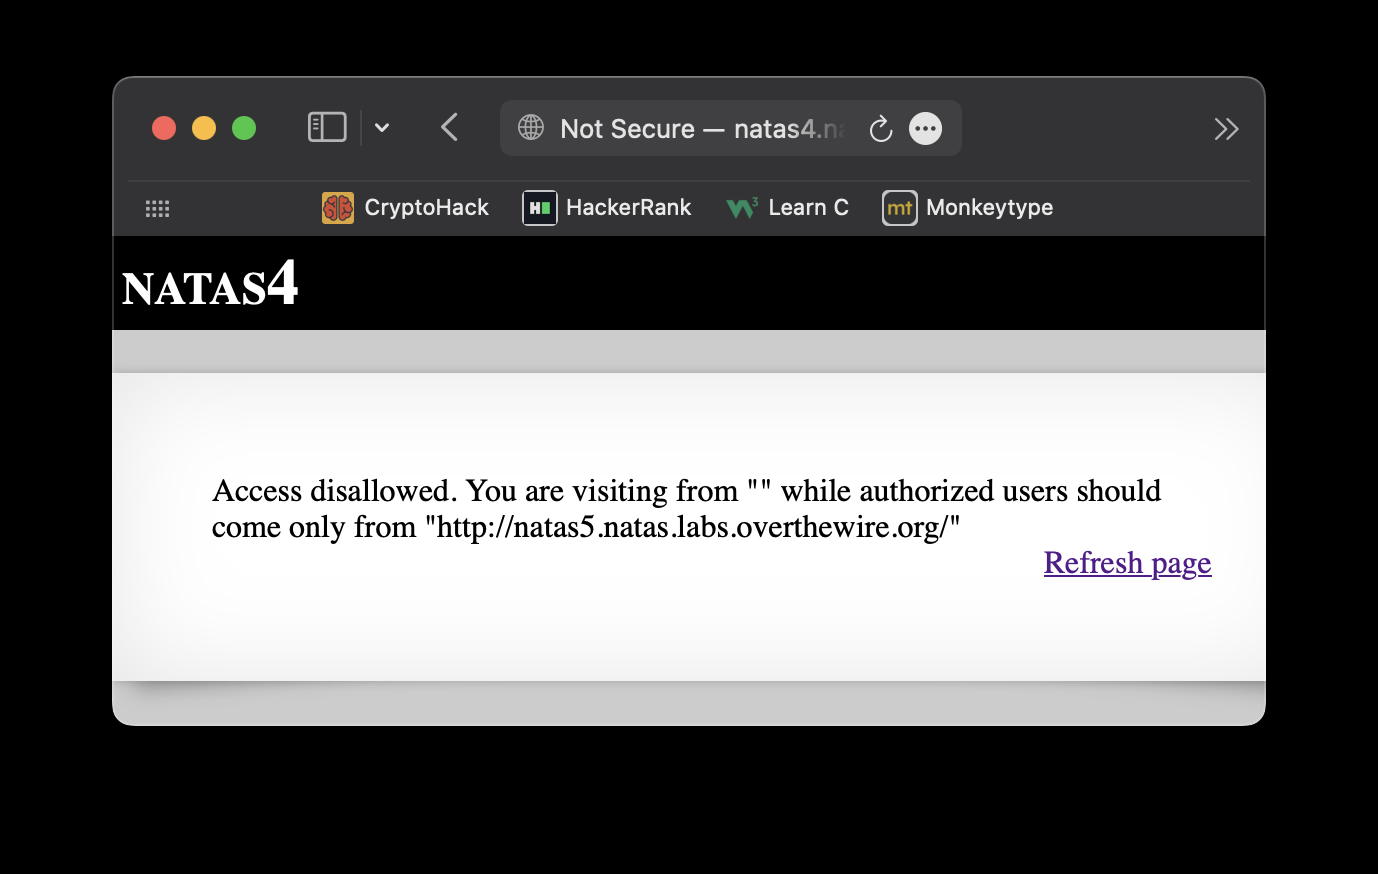 Not Secure — natas4.na
CryptoHack HackerRank Learn C Monkeytype
NATAS4
Access disallowed. You are visiting from "" while authorized users should
come only from "http://natas5.natas.labs.overthewire.org/"
Refresh page